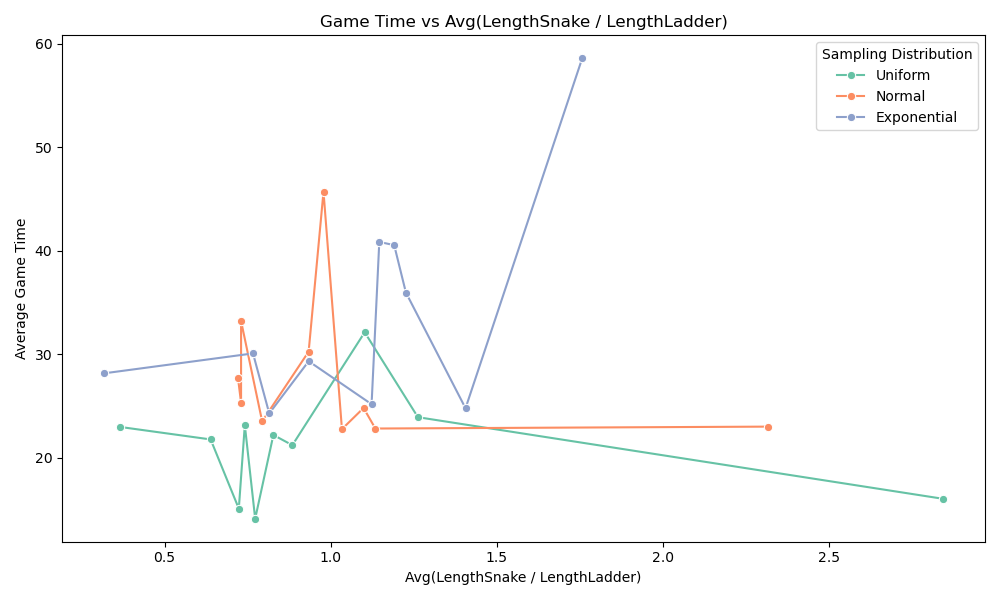 Game Time vs Avg(LengthSnake / LengthLadder)
Sampling Distribution
Uniform
Normal
Exponential
Average Game Time
60
50
40
30
20
0.5 1.0 1.5 2.0 2.5
Avg(LengthSnake / LengthLadder)